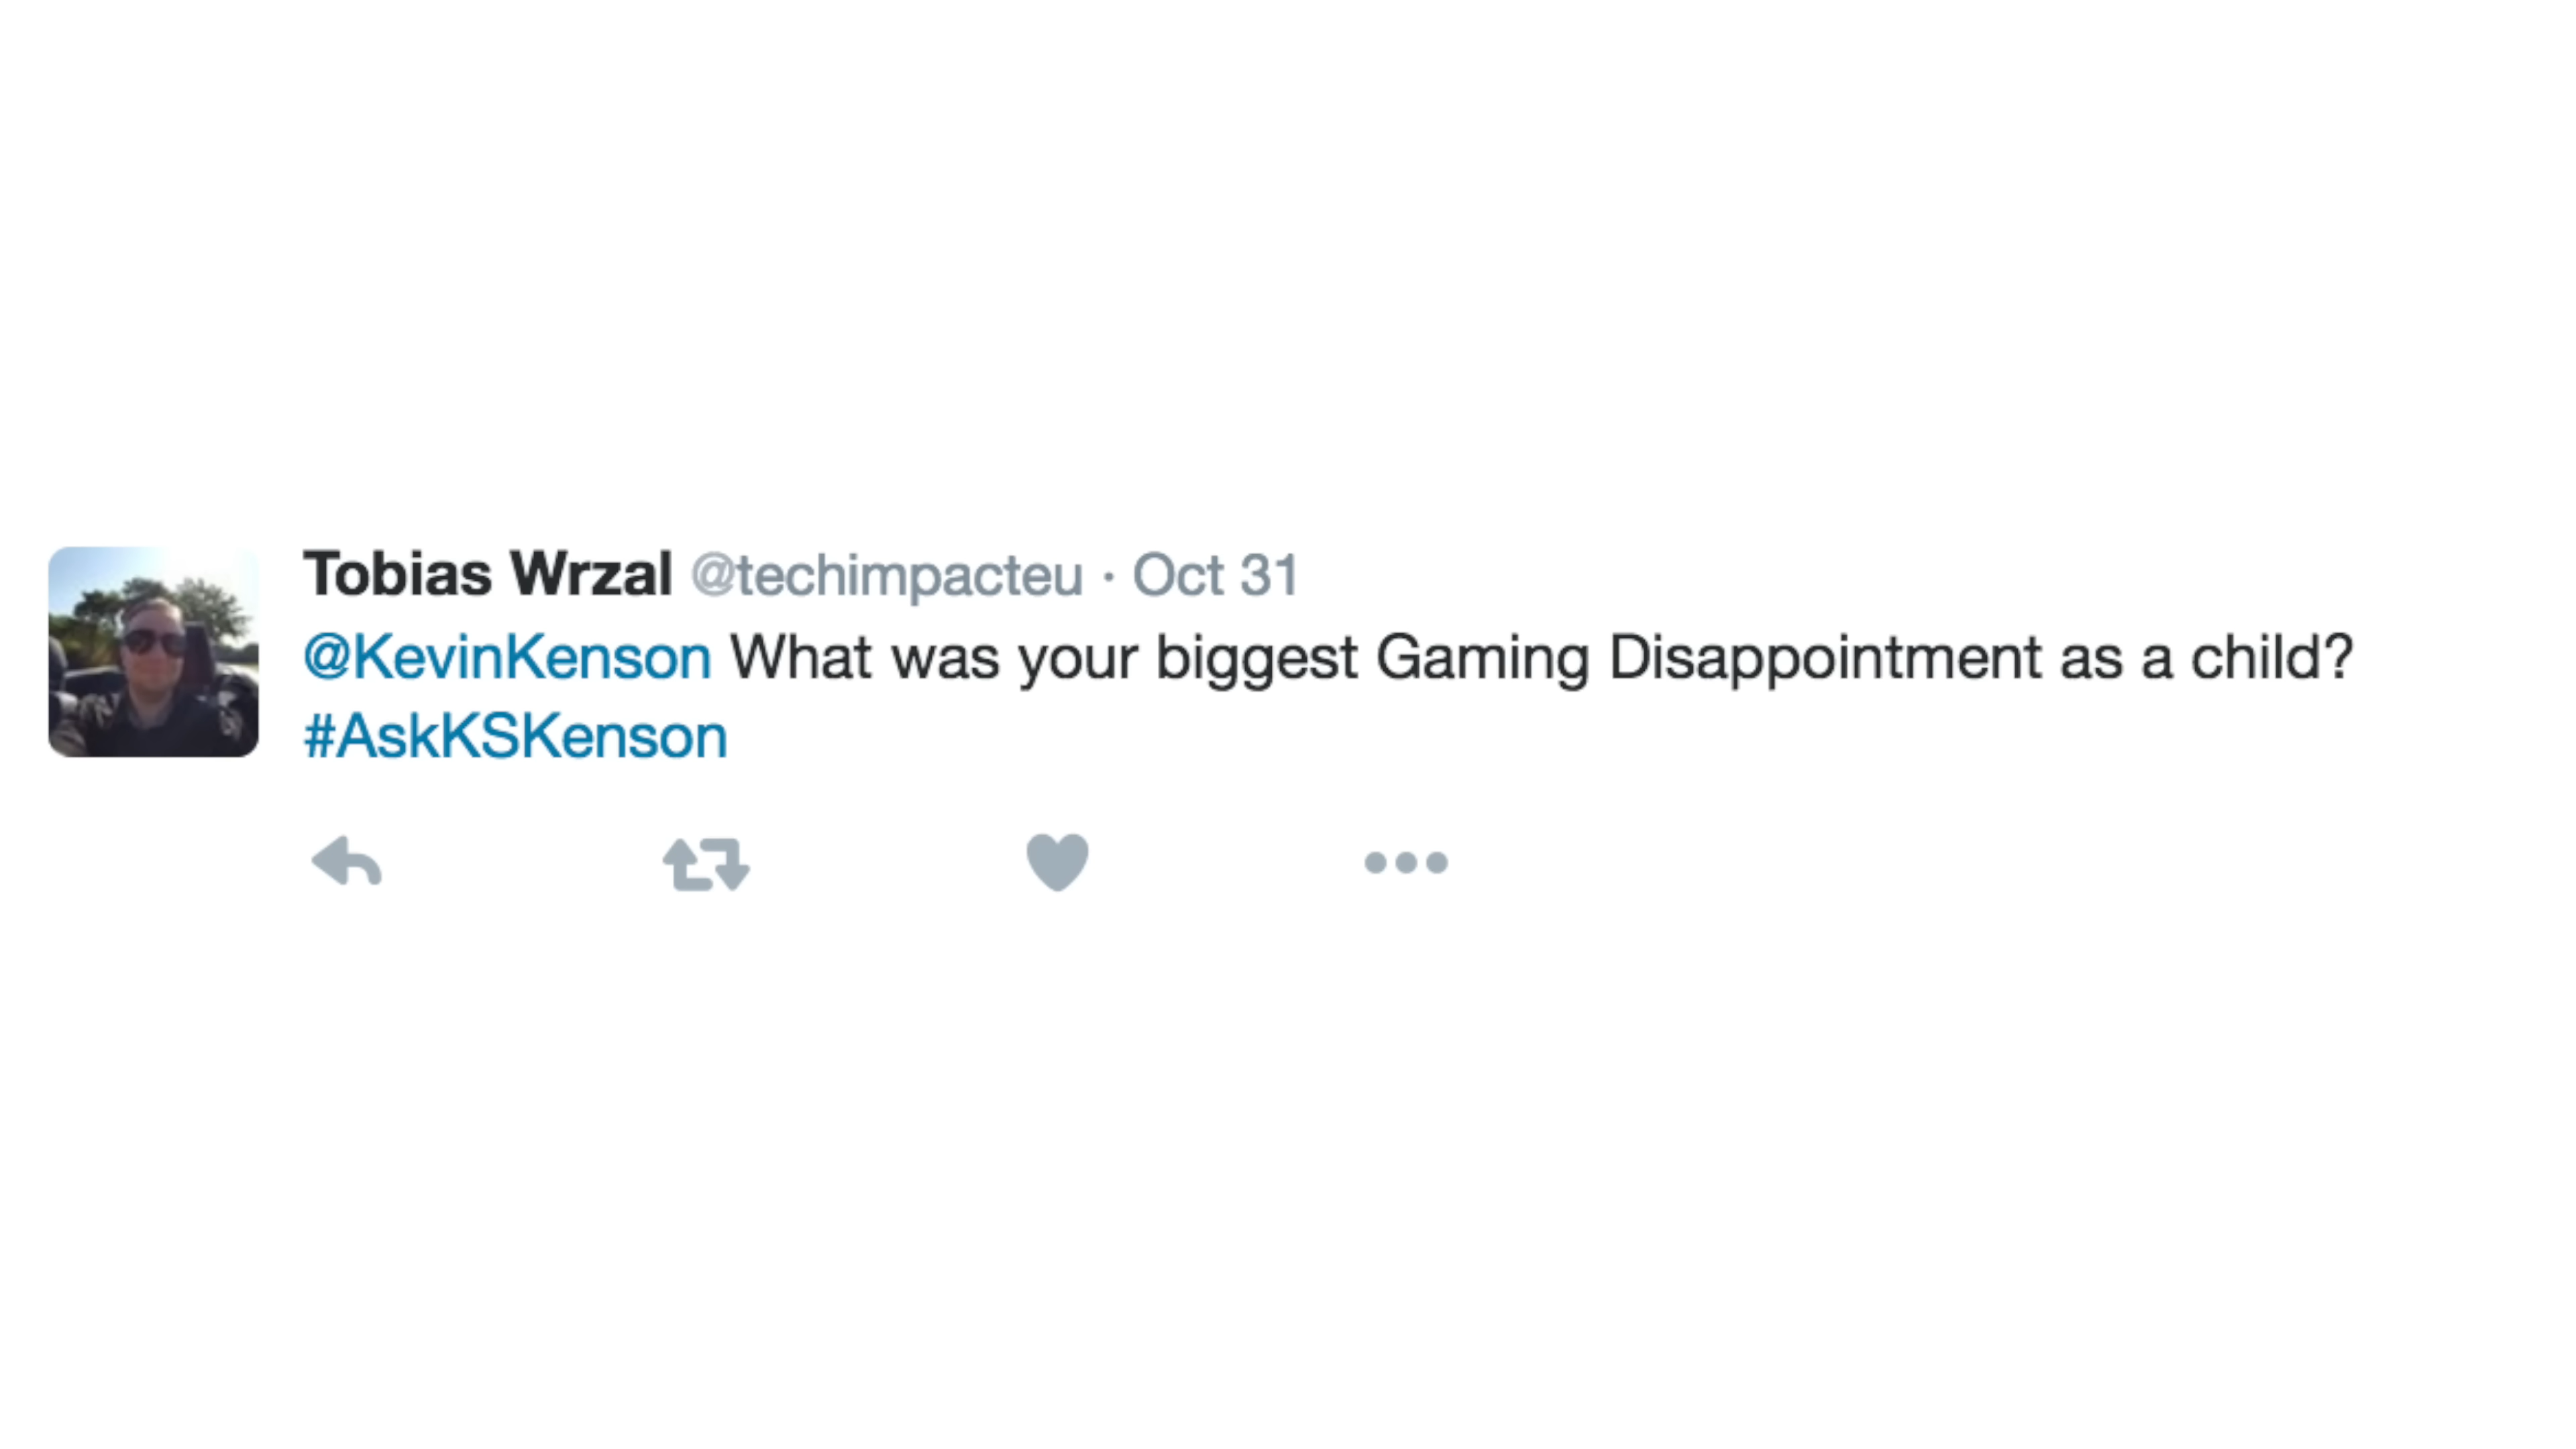 Tobias Wrzal @techimpacteu · Oct 31
@KevinKenson What was your biggest Gaming Disappointment as a child?
#AskKSKenson